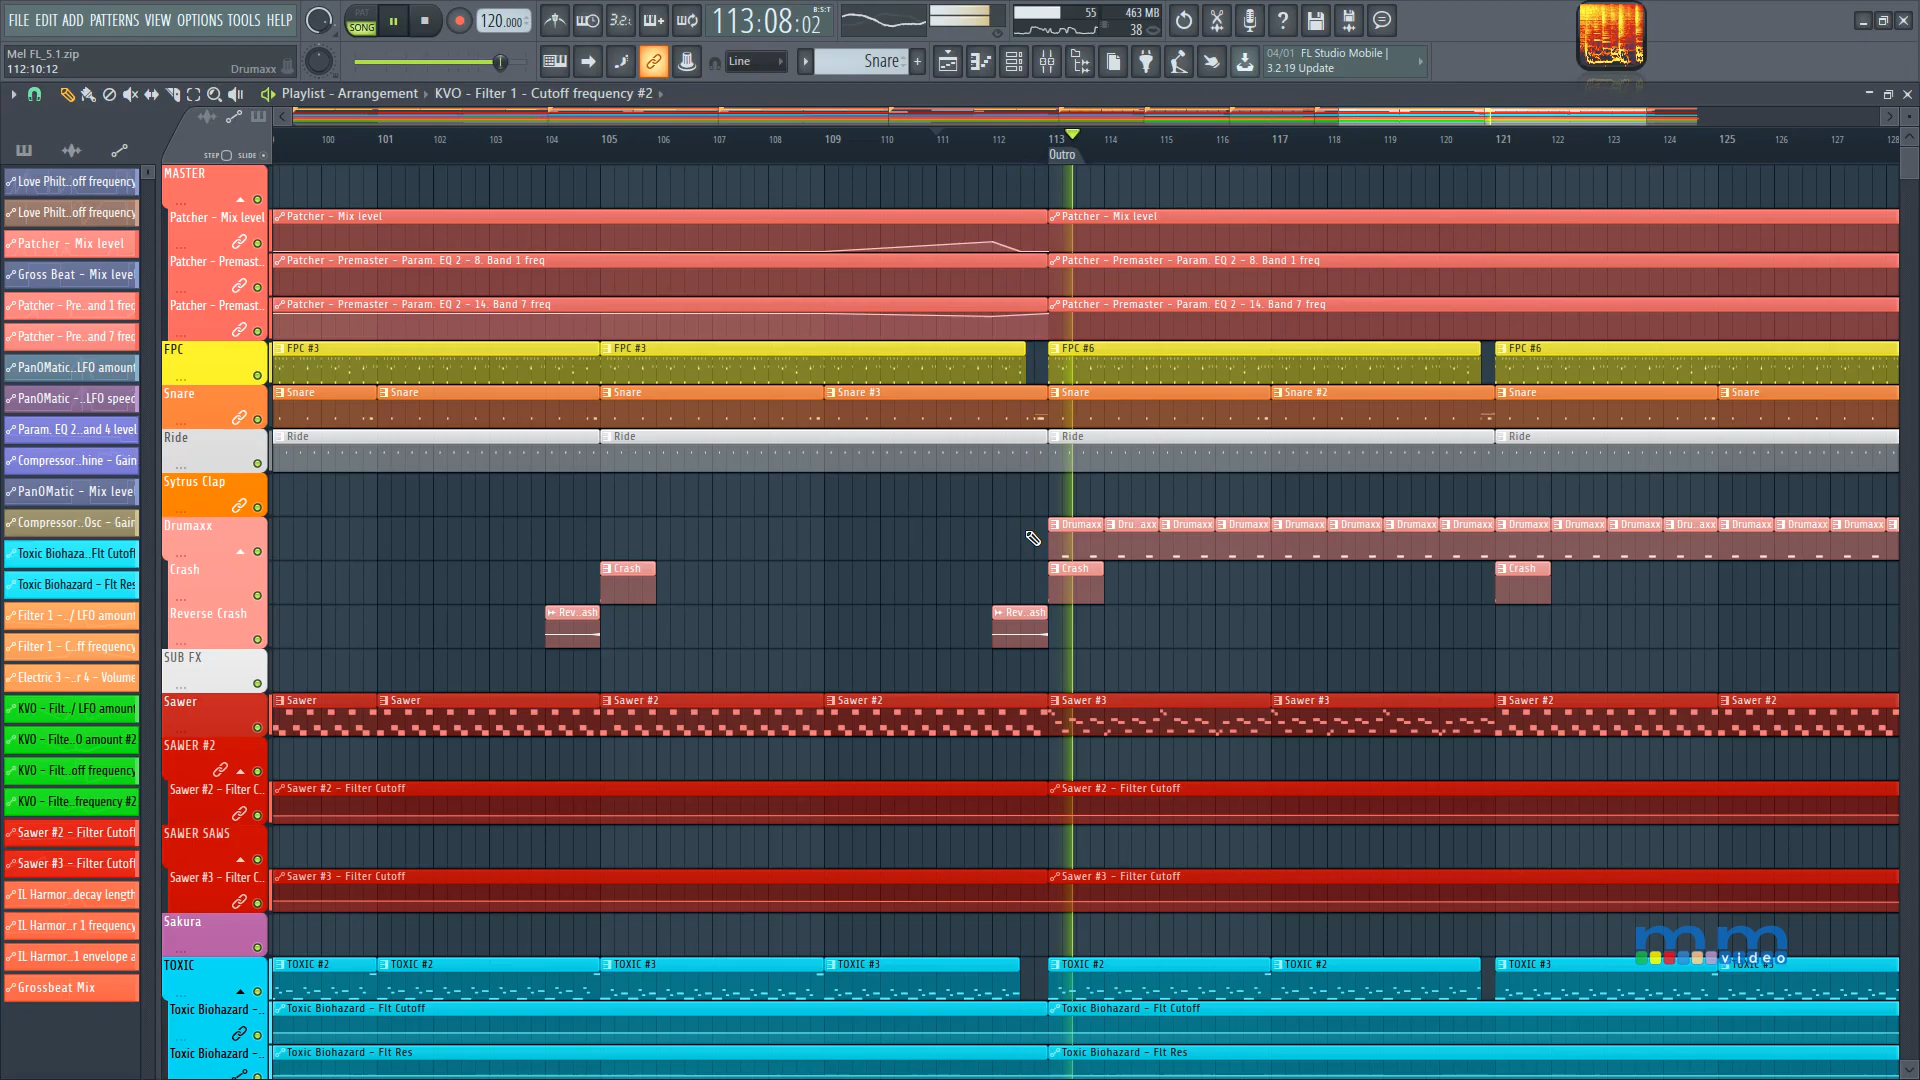 FILE EDIT ADD PATTERNS VIEW OPTIONS TOOLS HELP
PAT
SONG
120.000
3.2.
113:08:02
B:S:T
55
463 MB
38
Mel FL_5.1.zip
112:10:12
Drumaxx
Line
Snare
04/01 FL Studio Mobile |
3.2.19 Update
Playlist - Arrangement
KVO - Filter 1 - Cutoff frequency #2
STEP
SLIDE
100
101
102
103
104
105
106
107
108
109
110
111
112
113
114
115
116
117
118
119
120
121
122
123
124
125
126
127
128
Outro
Love Philt..off frequency
Love Philt..off frequency
Patcher - Mix level
Gross Beat - Mix level
Patcher - Pre..and 1 freq
Patcher - Pre..and 7 freq
PanOMatic..LFO amount
PanOMatic -..LFO speed
Param. EQ 2..and 4 level
Compressor..hine - Gain
PanOMatic - Mix level
Compressor..Osc - Gain
Toxic Biohaza..Flt Cutoff
Toxic Biohazard - Flt Res
Filter 1 -../ LFO amount
Filter 1 - C..ff frequency
Electric 3 -..r 4 - Volume
KVO - Filt../ LFO amount
KVO - Filte..O amount #2
KVO - Filt..off frequency
KVO - Filte..frequency #2
Sawer #2 - Filter Cutoff
Sawer #3 - Filter Cutoff
IL Harmor..decay length
IL Harmor..r 1 frequency
IL Harmor..1 envelope a
Grossbeat Mix
MASTER
Patcher - Mix level
Patcher - Mix level
Patcher - Mix level
Patcher - Premast..
Patcher - Premaster - Param. EQ 2 - 8. Band 1 freq
Patcher - Premaster - Param. EQ 2 - 8. Band 1 freq
Patcher - Premast..
Patcher - Premaster - Param. EQ 2 - 14. Band 7 freq
Patcher - Premaster - Param. EQ 2 - 14. Band 7 freq
FPC
FPC #3
FPC #3
FPC #6
FPC #6
Snare
Snare
Snare
Snare
Snare #3
Snare
Snare #2
Snare
Snare
Ride
Ride
Ride
Ride
Ride
Sytrus Clap
Drumaxx
Drumaxx
Dru..axx
Drumaxx
Drumaxx
Drumaxx
Drumaxx
Drumaxx
Drumaxx
Drumaxx
Drumaxx
Drumaxx
Dru..axx
Drumaxx
Drumaxx
Drumaxx
Crash
Crash
Crash
Crash
Reverse Crash
Rev..ash
Rev..ash
SUB FX
Sawer
Sawer
Sawer
Sawer #2
Sawer #2
Sawer #3
Sawer #3
Sawer #2
Sawer #2
SAWER #2
Sawer #2 - Filter C..
Sawer #2 - Filter Cutoff
Sawer #2 - Filter Cutoff
SAWER SAWS
Sawer #3 - Filter C..
Sawer #3 - Filter Cutoff
Sawer #3 - Filter Cutoff
Sakura
TOXIC
TOXIC #2
TOXIC #2
TOXIC #3
TOXIC #3
TOXIC #2
TOXIC #2
TOXIC #3
TOXIC #3
Toxic Biohazard -..
Toxic Biohazard - Flt Cutoff
Toxic Biohazard - Flt Cutoff
Toxic Biohazard -..
Toxic Biohazard - Flt Res
Toxic Biohazard - Flt Res
mm
video